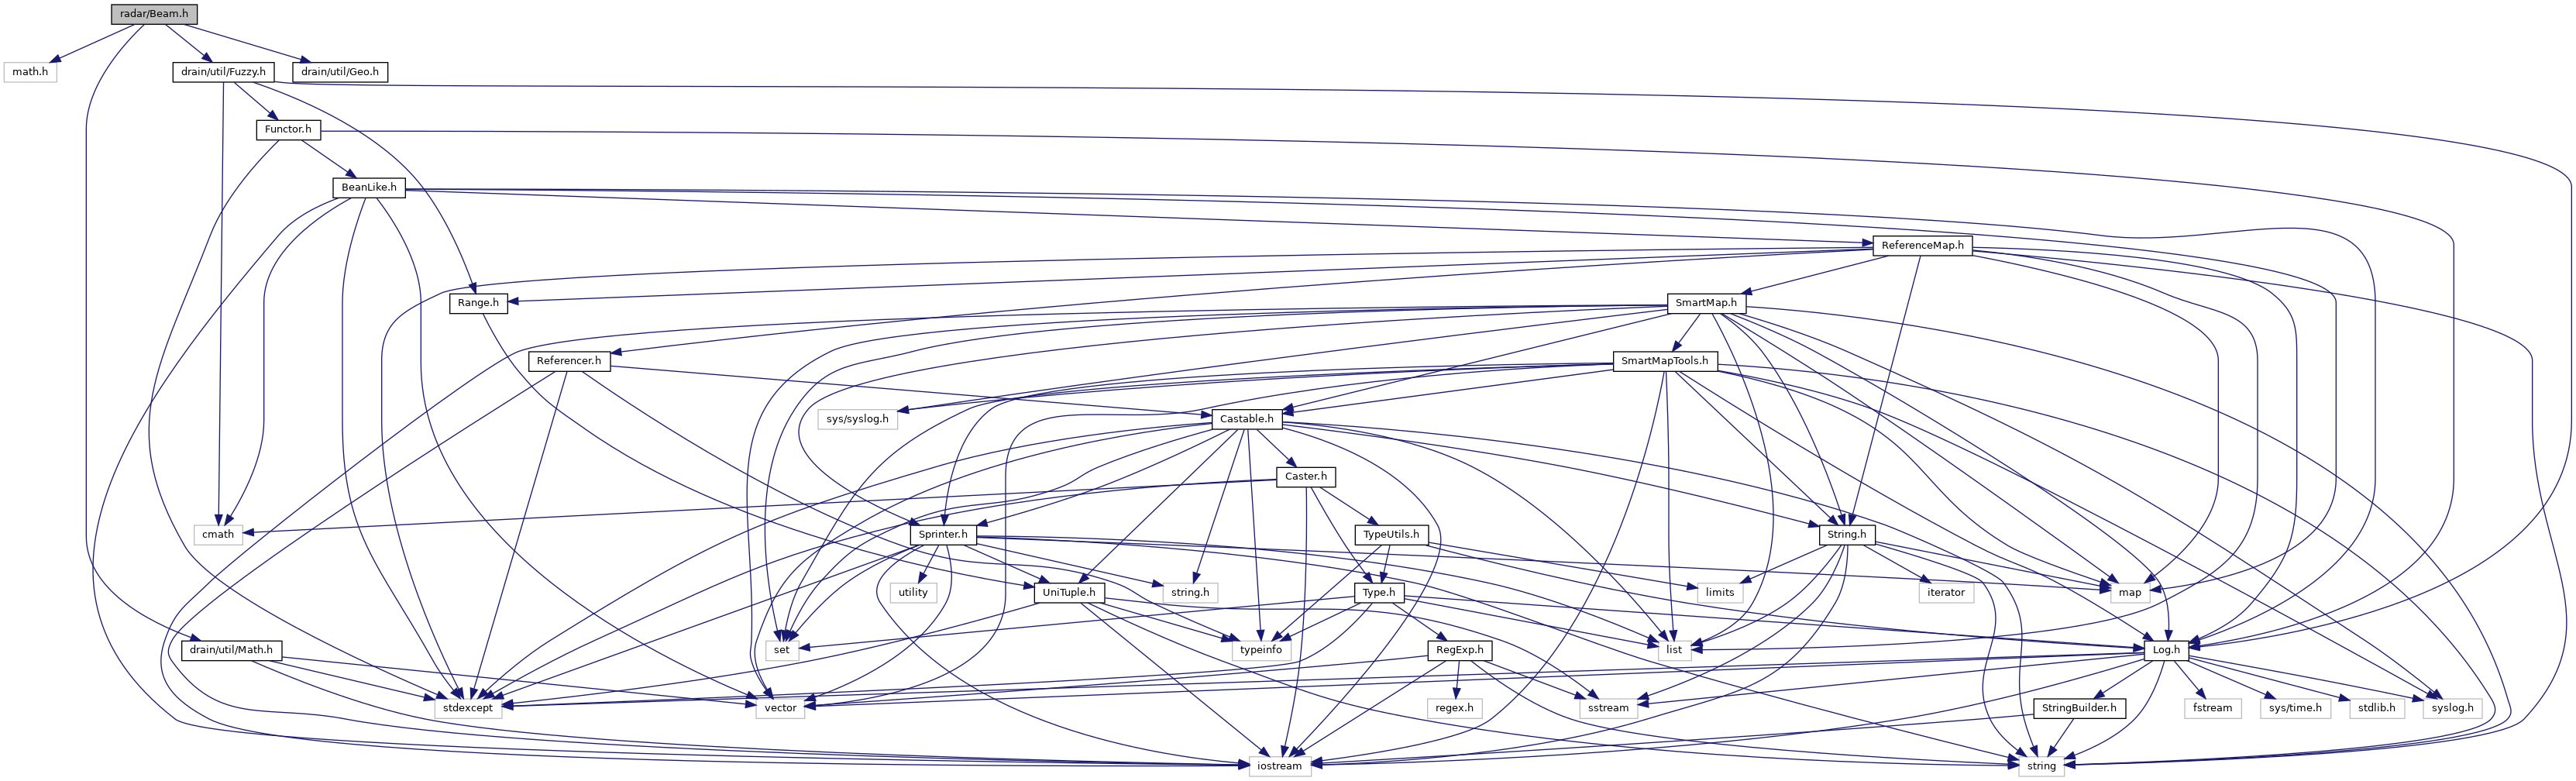 radar/Beam.h
math.h
drain/util/Fuzzy.h
drain/util/Geo.h
Functor.h
BeanLike.h
ReferenceMap.h
Range.h
SmartMap.h
Referencer.h
SmartMapTools.h
sys/syslog.h
Castable.h
Caster.h
cmath
Sprinter.h
TypeUtils.h
String.h
utility
UniTuple.h
string.h
Type.h
limits
iterator
map
drain/util/Math.h
set
typeinfo
RegExp.h
list
Log.h
stdexcept
vector
regex.h
sstream
StringBuilder.h
fstream
sys/time.h
stdlib.h
syslog.h
iostream
string